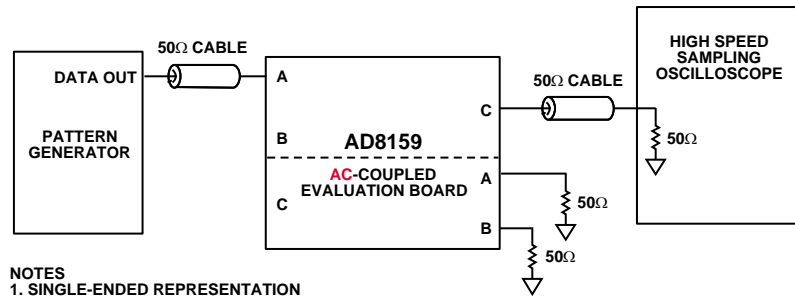 50Ω CABLE
DATA OUT
PATTERN
GENERATOR
A
B
C
AD8159
AC-COUPLED
EVALUATION BOARD
C
A
B
50Ω CABLE
HIGH SPEED
SAMPLING
OSCILLOSCOPE
50Ω
50Ω
50Ω
NOTES
1. SINGLE-ENDED REPRESENTATION